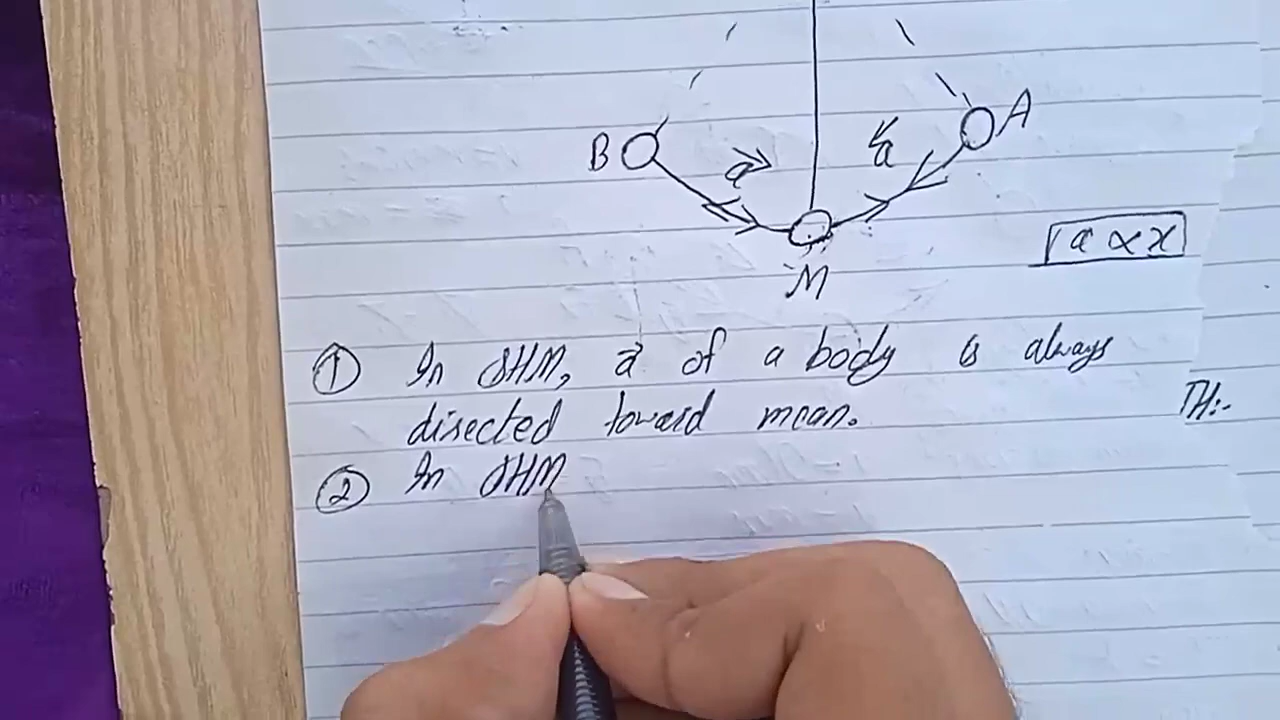 B a→ a← A
M
a ∝ x
① In SHM, a→ of a body is always
directed toward mean.
TH:-
② In SHM